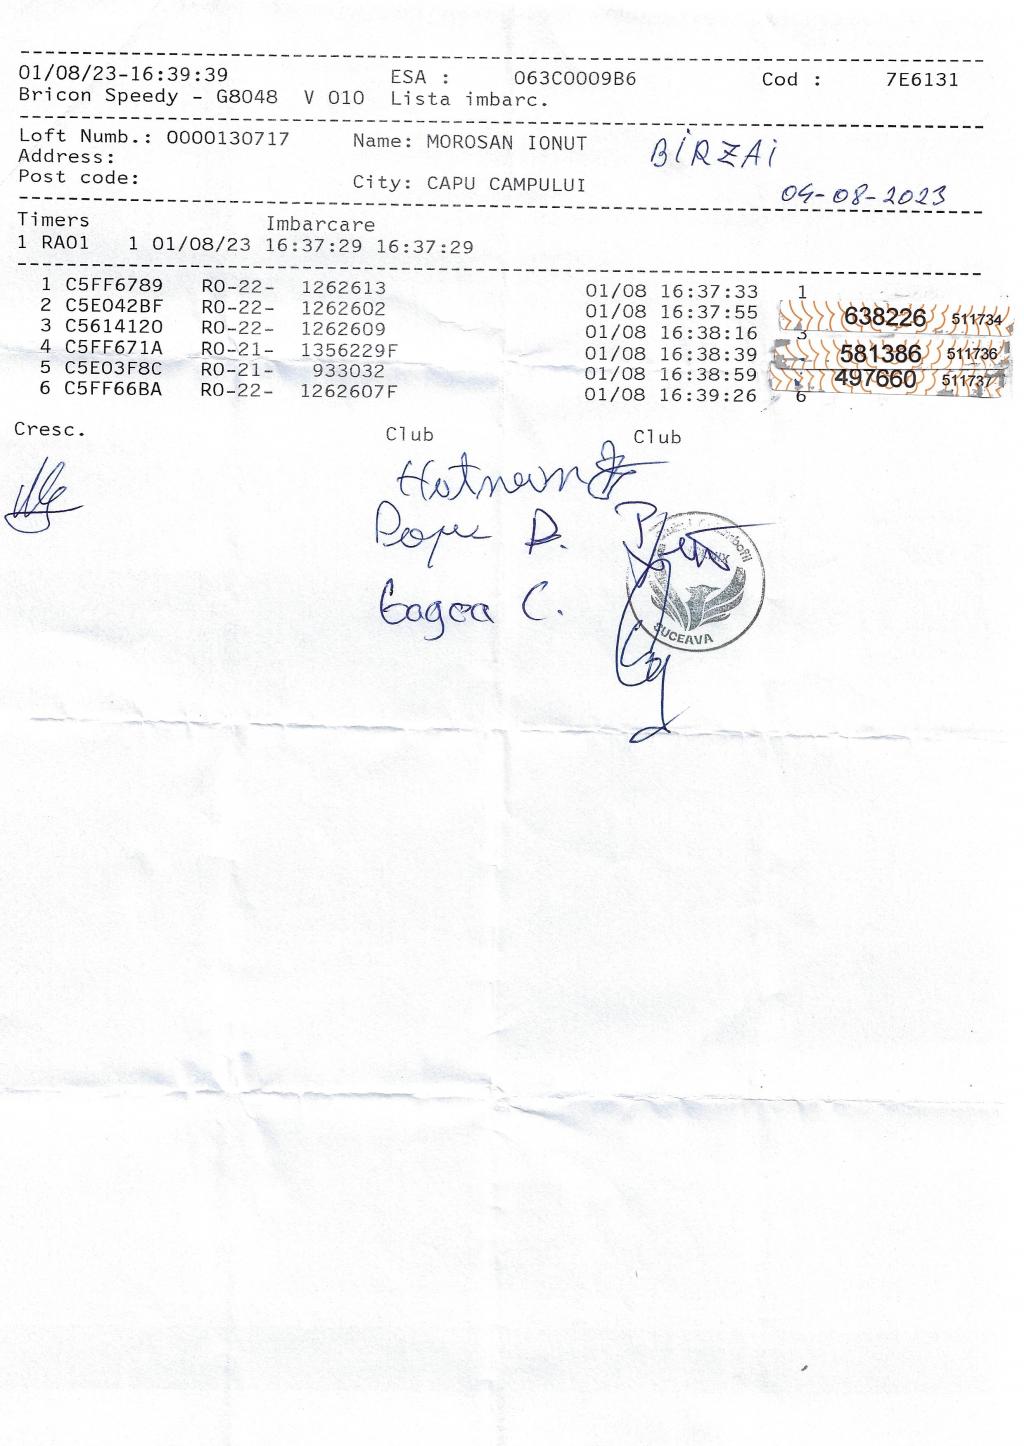 01/08/23-16:39:39 ESA : 063C0009B6 Cod : 7E6131
Bricon Speedy - G8048 V 010 Lista imbarc.
Loft Numb.: 0000130717 Name: MOROSAN IONUT BİRZAİ
Address:
Post code: City: CAPU CAMPULUI 04-08-2023
Timers Imbarcare
1 RA01 1 01/08/23 16:37:29 16:37:29
1 C5FF6789 RO-22- 1262613 01/08 16:37:33 1
2 C5E042BF RO-22- 1262602 01/08 16:37:55 638226 511734
3 C5614120 RO-22- 1262609 01/08 16:38:16 3
4 C5FF671A RO-21- 1356229F 01/08 16:38:39 581386 511736
5 C5E03F8C RO-21- 933032 01/08 16:38:59 497660 511737
6 C5FF66BA RO-22- 1262607F 01/08 16:39:26 6
Cresc. Club Club
D.
Gagea C.
SUCEAVA